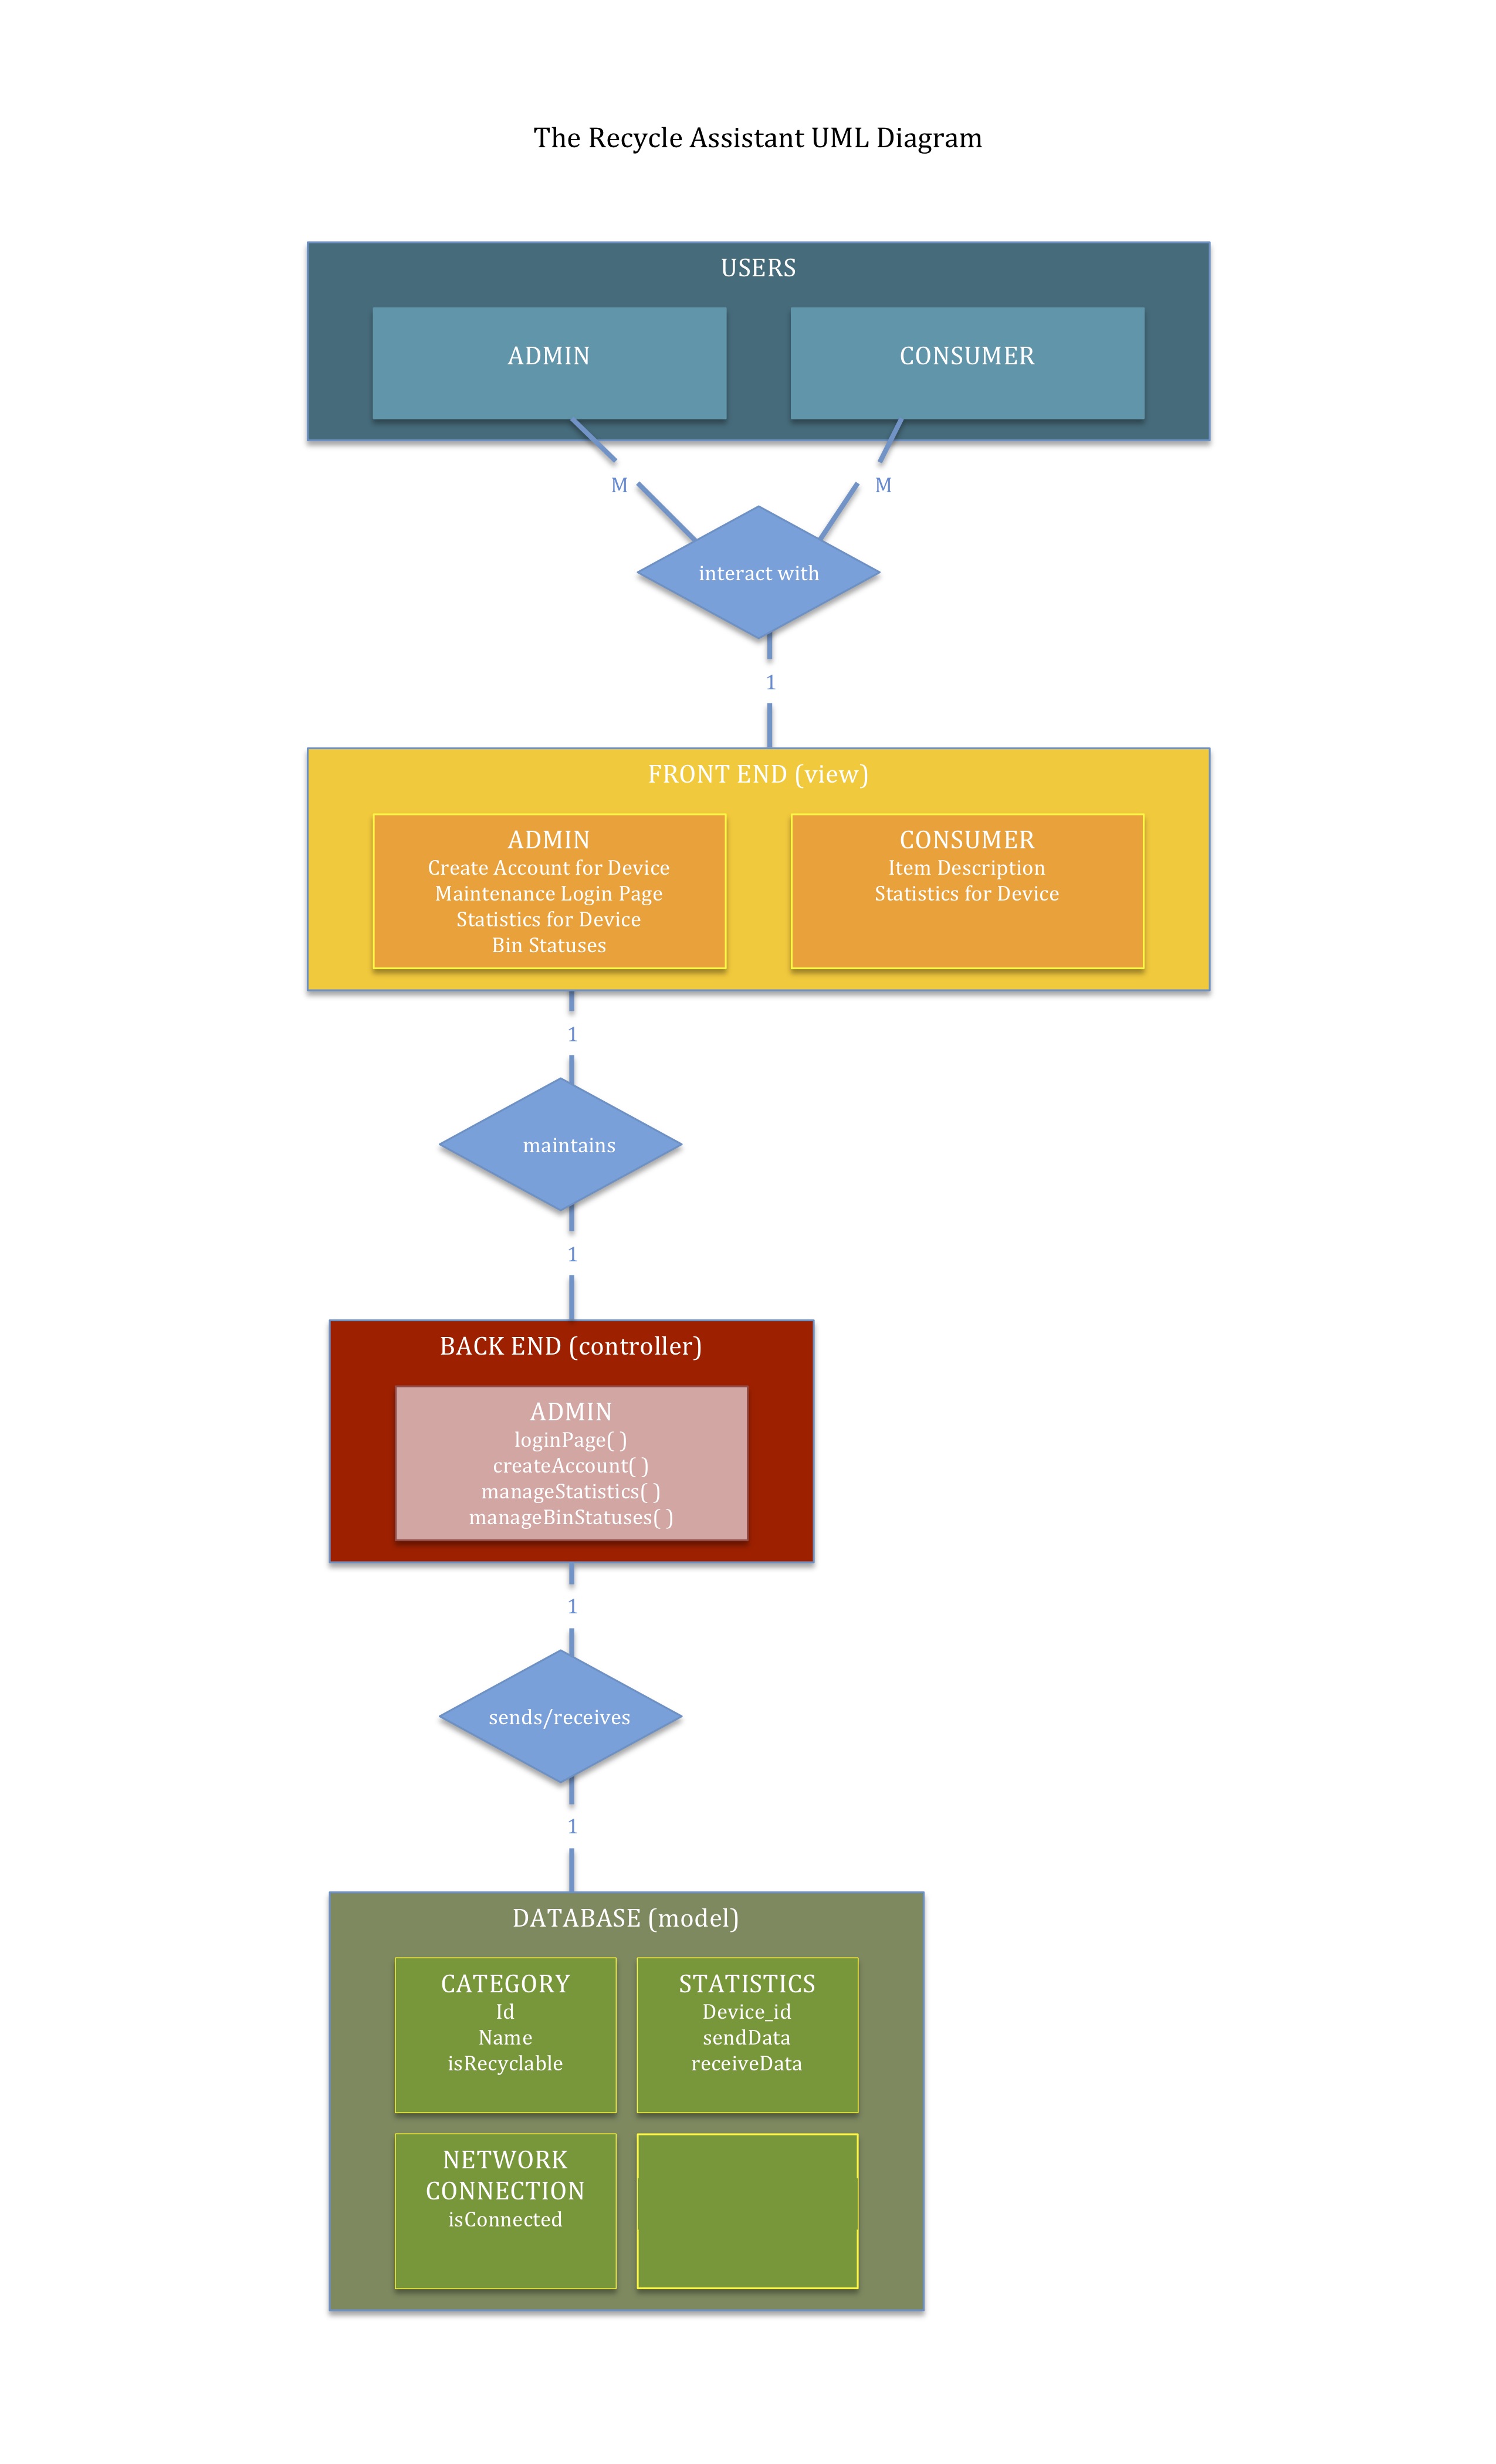 The Recycle Assistant UML Diagram
USERS
ADMIN
CONSUMER
M
M
interact with
1
FRONT END (view)
ADMIN
Create Account for Device
Maintenance Login Page
Statistics for Device
Bin Statuses
CONSUMER
Item Description
Statistics for Device
1
maintains
1
BACK END (controller)
ADMIN
loginPage( )
createAccount( )
manageStatistics( )
manageBinStatuses( )
1
sends/receives
1
DATABASE (model)
CATEGORY
Id
Name
isRecyclable
STATISTICS
Device_id
sendData
receiveData
NETWORK
CONNECTION
isConnected